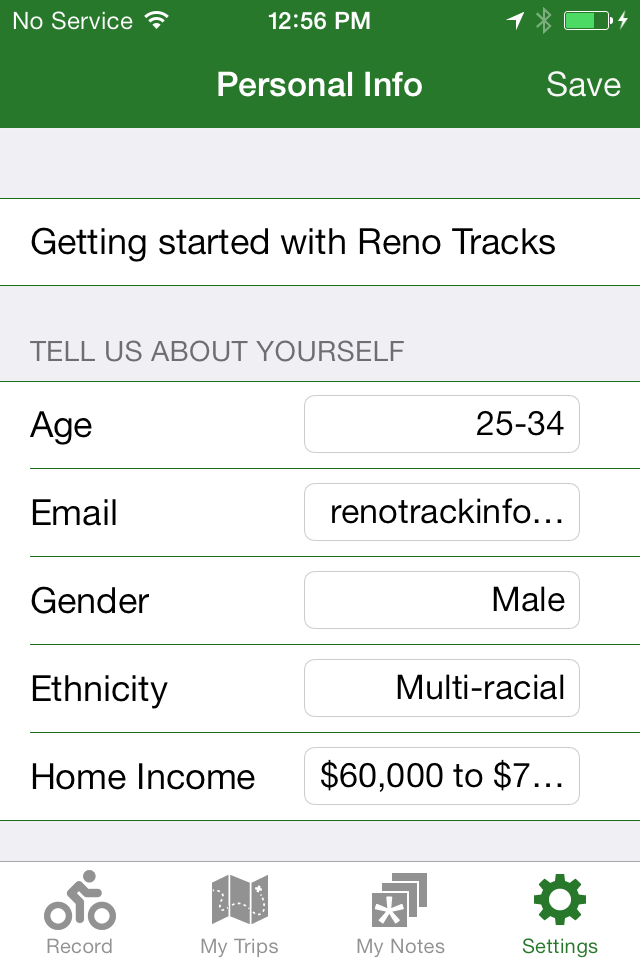 No Service 12:56 PM
Personal Info Save
Getting started with Reno Tracks
TELL US ABOUT YOURSELF
Age 25-34
Email renotrackinfo...
Gender Male
Ethnicity Multi-racial
Home Income $60,000 to $7...
Record My Trips My Notes Settings